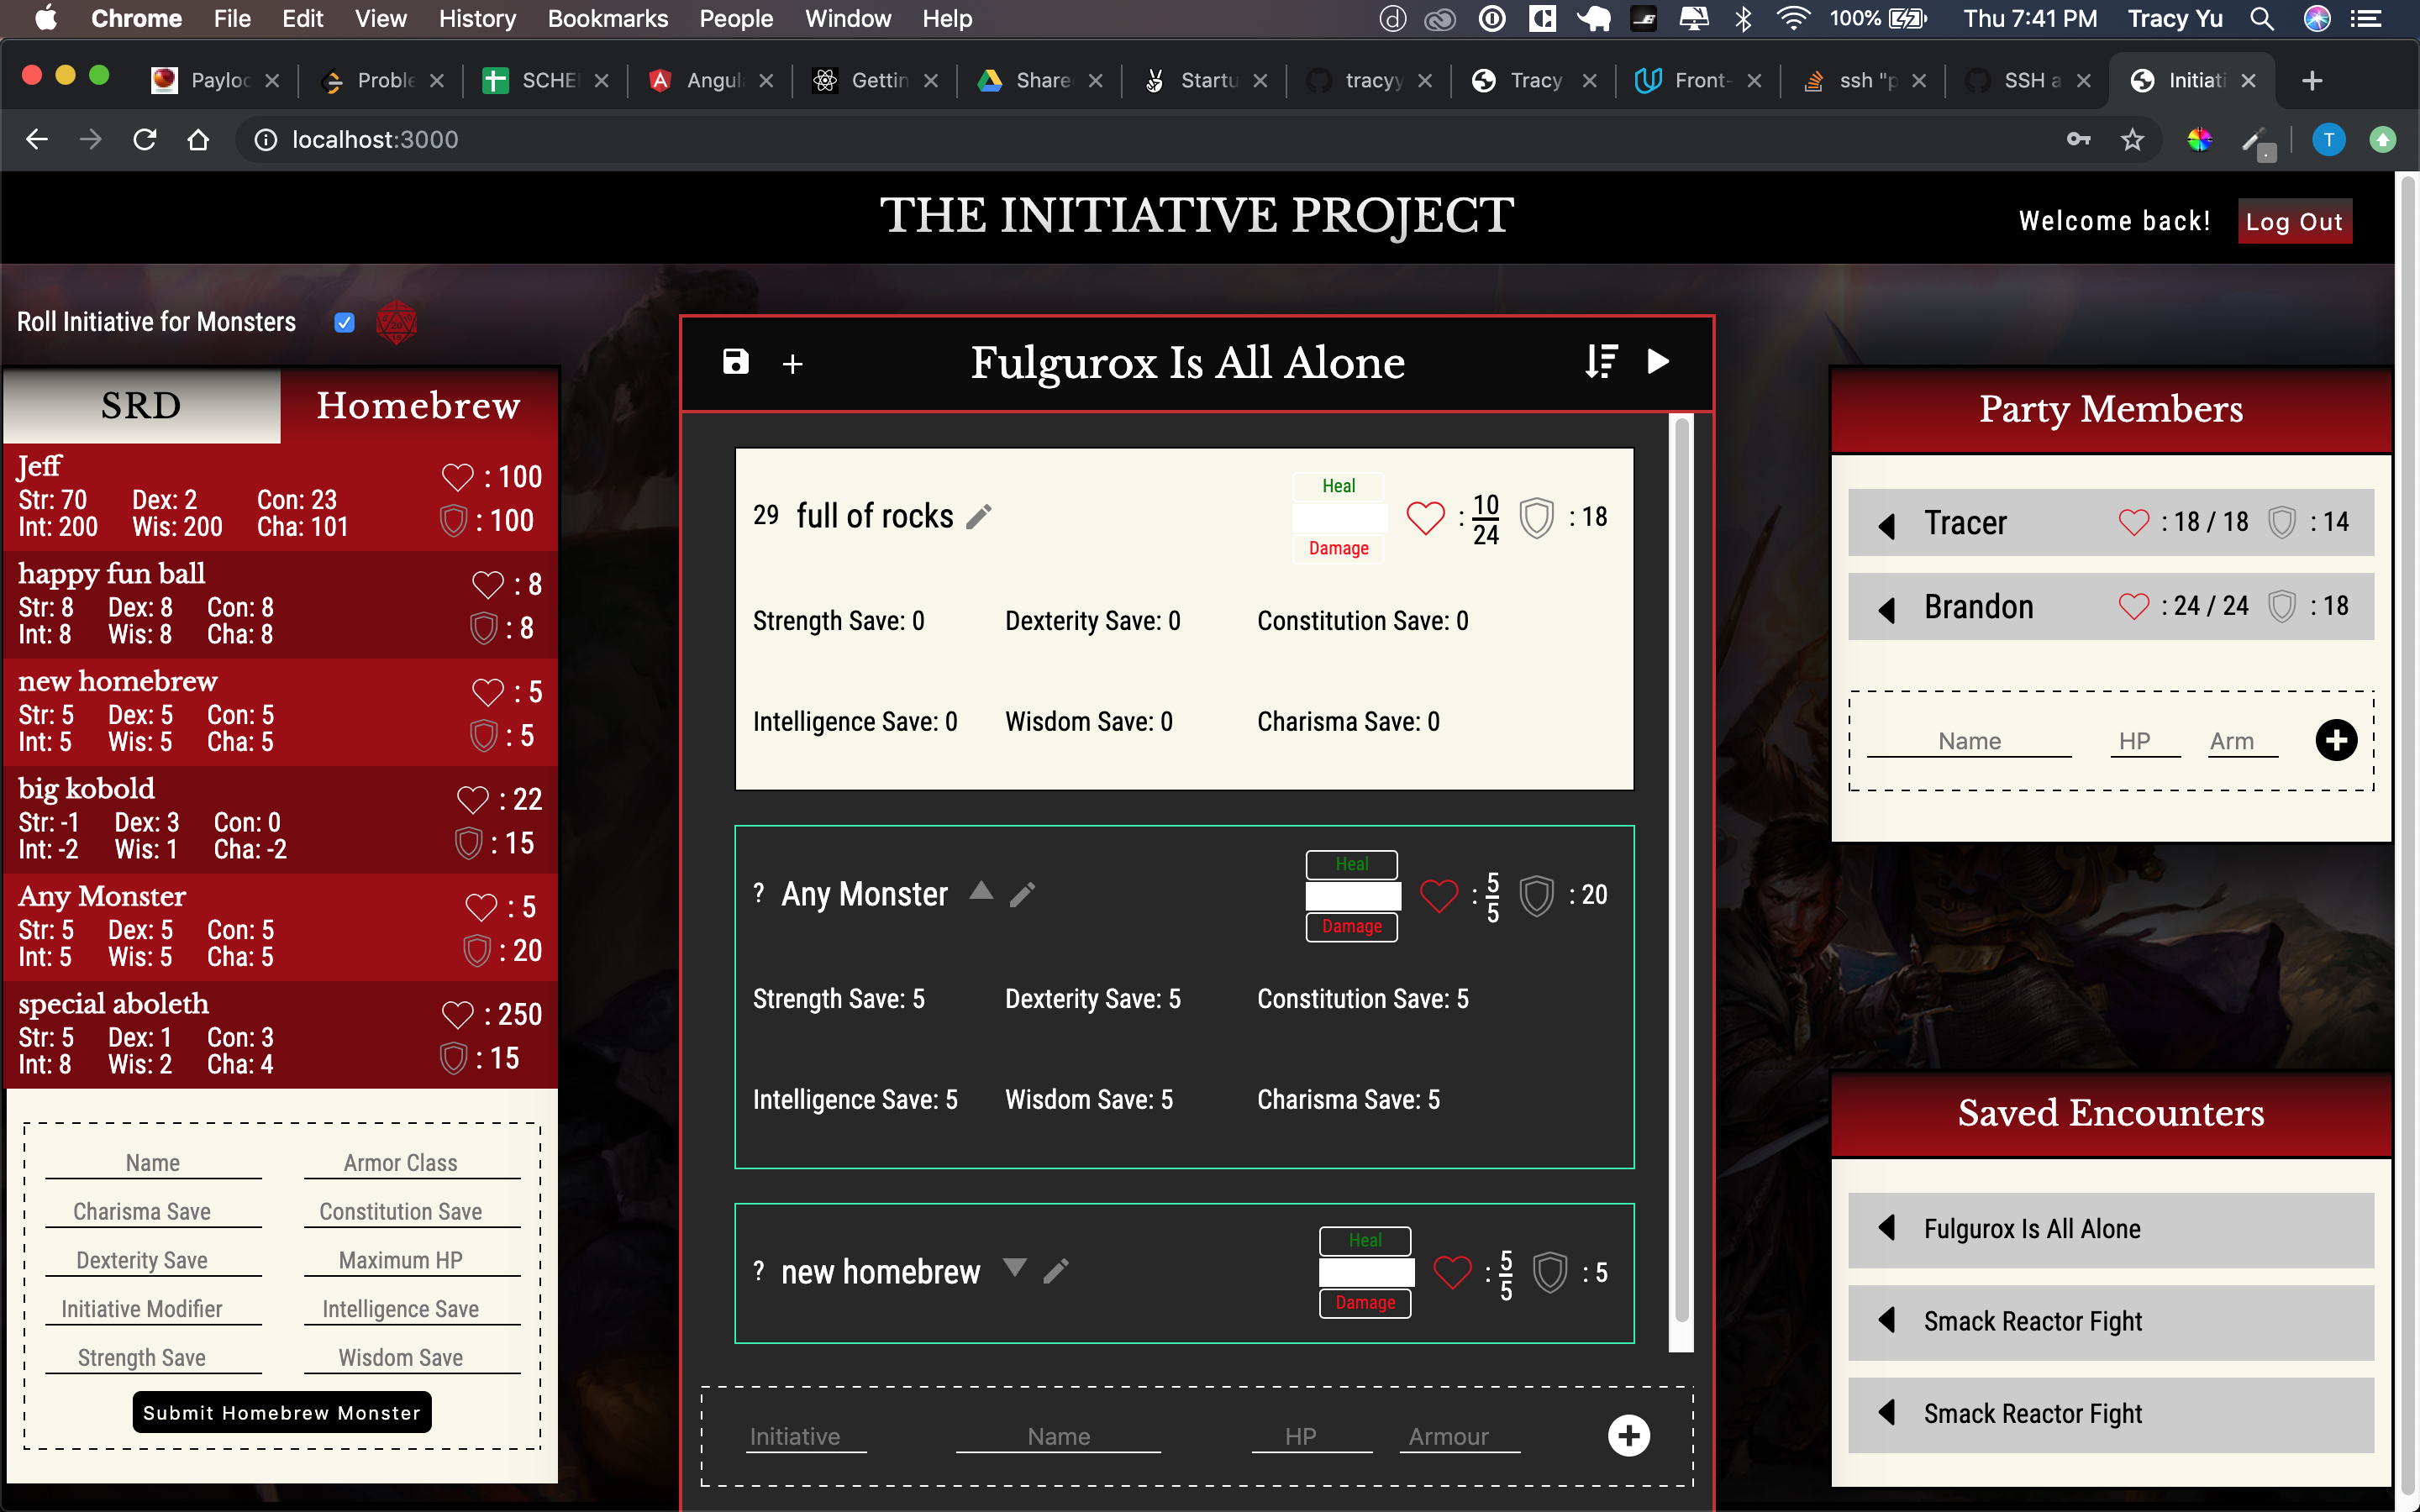 Chrome File Edit View History Bookmarks People Window Help 100% Thu 7:41 PM Tracy Yu
Payloc Proble SCHE Angula Gettin Share Startu tracyy Tracy Front- ssh "p SSH a Initiati
localhost:3000
THE INITIATIVE PROJECT
Welcome back! Log Out
Roll Initiative for Monsters
SRD Homebrew
Jeff
: 100
Str: 70 Dex: 2 Con: 23
Int: 200 Wis: 200 Cha: 101
: 100
happy fun ball
: 8
Str: 8 Dex: 8 Con: 8
Int: 8 Wis: 8 Cha: 8
: 8
new homebrew
: 5
Str: 5 Dex: 5 Con: 5
Int: 5 Wis: 5 Cha: 5
: 5
big kobold
: 22
Str: -1 Dex: 3 Con: 0
Int: -2 Wis: 1 Cha: -2
: 15
Any Monster
: 5
Str: 5 Dex: 5 Con: 5
Int: 5 Wis: 5 Cha: 5
: 20
special aboleth
: 250
Str: 5 Dex: 1 Con: 3
Int: 8 Wis: 2 Cha: 4
: 15
Name Armor Class
Charisma Save Constitution Save
Dexterity Save Maximum HP
Initiative Modifier Intelligence Save
Strength Save Wisdom Save
Submit Homebrew Monster
Fulgurox Is All Alone
Heal
29 full of rocks : 10/24 : 18
Damage
Strength Save: 0 Dexterity Save: 0 Constitution Save: 0
Intelligence Save: 0 Wisdom Save: 0 Charisma Save: 0
Heal
? Any Monster : 5/5 : 20
Damage
Strength Save: 5 Dexterity Save: 5 Constitution Save: 5
Intelligence Save: 5 Wisdom Save: 5 Charisma Save: 5
Heal
? new homebrew : 5/5 : 5
Damage
Initiative Name HP Armour
Party Members
Tracer : 18 / 18 : 14
Brandon : 24 / 24 : 18
Name HP Arm
Saved Encounters
Fulgurox Is All Alone
Smack Reactor Fight
Smack Reactor Fight